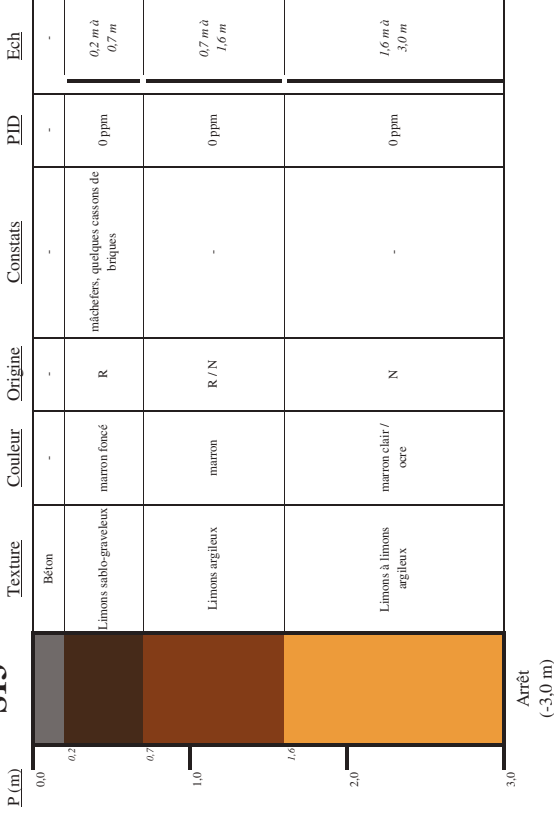 P (m) Texture Couleur Origine Constats PID Ech
0,0
Béton - - - - -
0,2
Limons sablo-graveleux marron foncé R mâchefers, quelques cassons de briques 0 ppm 0,2 m à 0,7 m
0,7
Limons argileux marron R / N - 0 ppm 0,7 m à 1,6 m
1,0
1,6
Limons à limons argileux marron clair / ocre N - 0 ppm 1,6 m à 3,0 m
2,0
3,0
Arrêt
(-3,0 m)